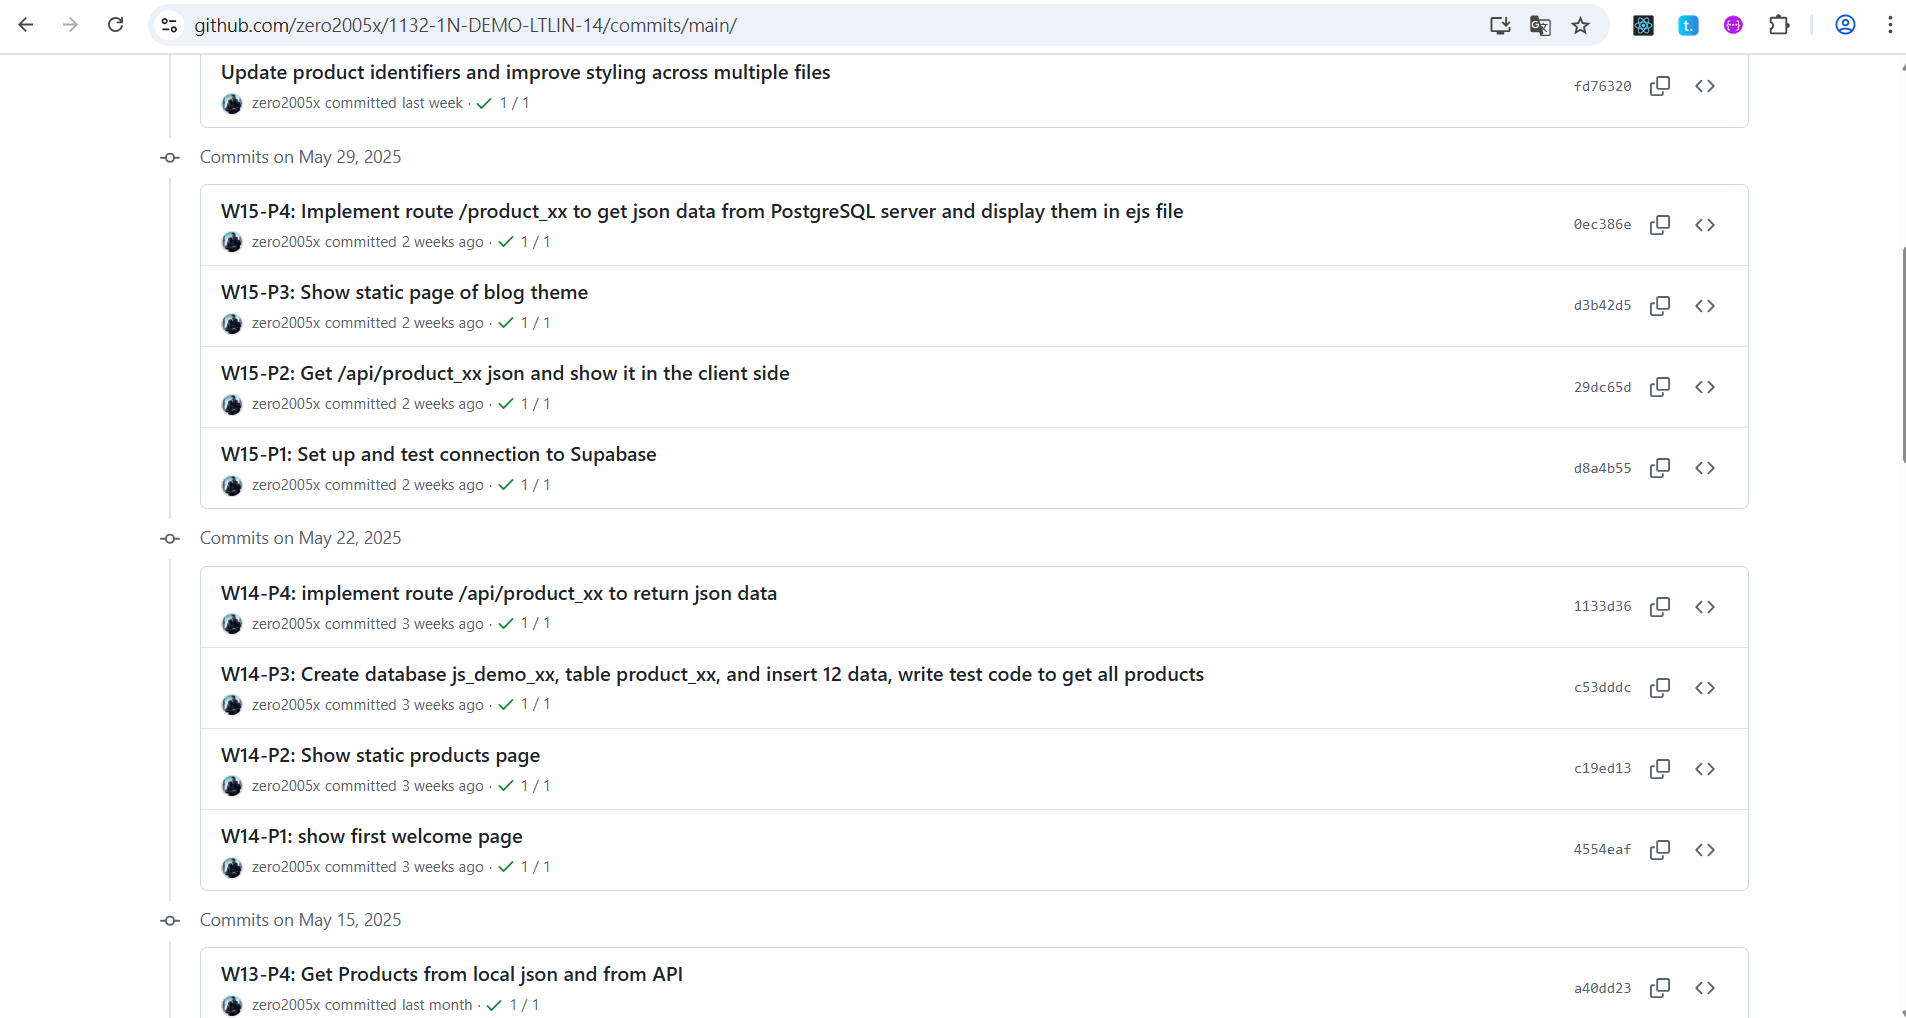 github.com/zero2005x/1132-1N-DEMO-LTLIN-14/commits/main/
Update product identifiers and improve styling across multiple files
zero2005x committed last week · 1 / 1
fd76320
Commits on May 29, 2025
W15-P4: Implement route /product_xx to get json data from PostgreSQL server and display them in ejs file
zero2005x committed 2 weeks ago · 1 / 1
0ec386e
W15-P3: Show static page of blog theme
zero2005x committed 2 weeks ago · 1 / 1
d3b42d5
W15-P2: Get /api/product_xx json and show it in the client side
zero2005x committed 2 weeks ago · 1 / 1
29dc65d
W15-P1: Set up and test connection to Supabase
zero2005x committed 2 weeks ago · 1 / 1
d8a4b55
Commits on May 22, 2025
W14-P4: implement route /api/product_xx to return json data
zero2005x committed 3 weeks ago · 1 / 1
1133d36
W14-P3: Create database js_demo_xx, table product_xx, and insert 12 data, write test code to get all products
zero2005x committed 3 weeks ago · 1 / 1
c53dddc
W14-P2: Show static products page
zero2005x committed 3 weeks ago · 1 / 1
c19ed13
W14-P1: show first welcome page
zero2005x committed 3 weeks ago · 1 / 1
4554eaf
Commits on May 15, 2025
W13-P4: Get Products from local json and from API
zero2005x committed last month · 1 / 1
a40dd23